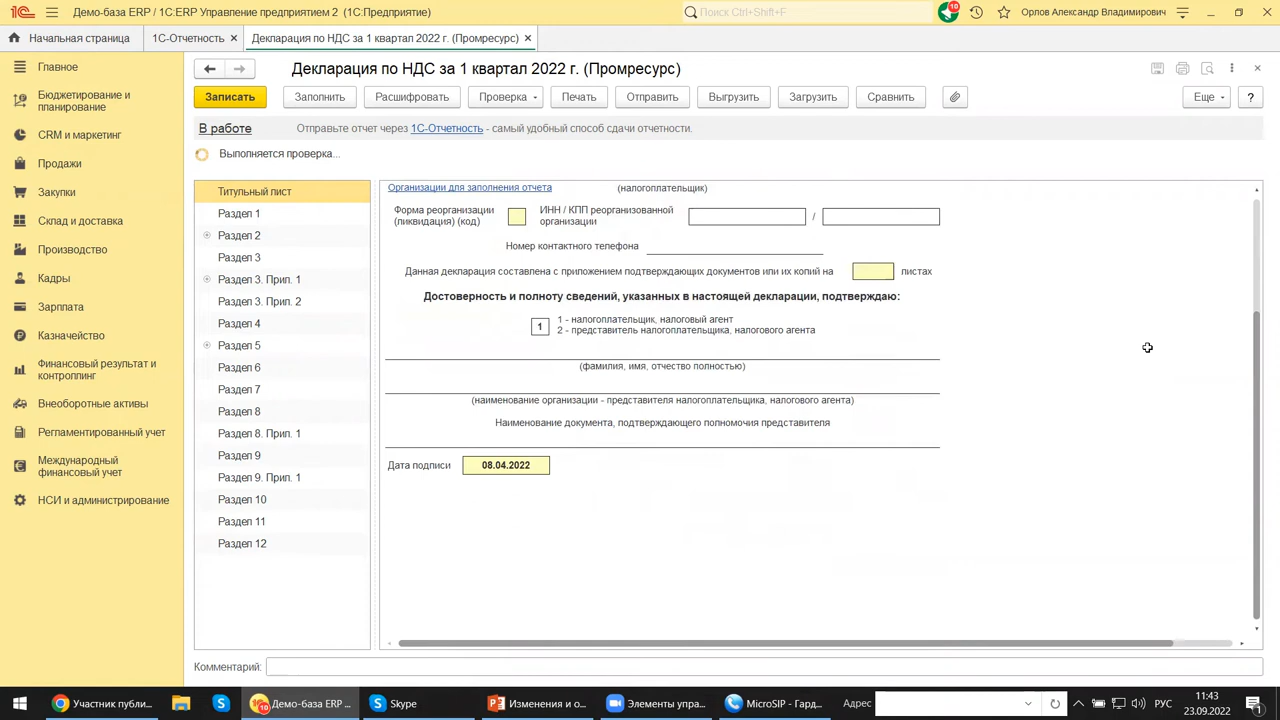 Демо-база ERP / 1С:ERP Управление предприятием 2 (1С:Предприятие)
Поиск Ctrl+Shift+F
10
Орлов Александр Владимирович
Начальная страница
1С-Отчетность ×
Декларация по НДС за 1 квартал 2022 г. (Промресурс) ×
Главное
Бюджетирование и
планирование
CRM и маркетинг
Продажи
Закупки
Склад и доставка
Производство
Кадры
Зарплата
Казначейство
Финансовый результат и
контроллинг
Внеоборотные активы
Регламентированный учет
Международный
финансовый учет
НСИ и администрирование
Декларация по НДС за 1 квартал 2022 г. (Промресурс)
Записать
Заполнить
Расшифровать
Проверка
Печать
Отправить
Выгрузить
Загрузить
Сравнить
Еще
?
В работе
Отправьте отчет через 1С-Отчетность - самый удобный способ сдачи отчетности.
Выполняется проверка...
Титульный лист
Раздел 1
Раздел 2
Раздел 3
Раздел 3. Прип. 1
Раздел 3. Прип. 2
Раздел 4
Раздел 5
Раздел 6
Раздел 7
Раздел 8
Раздел 8. Прип. 1
Раздел 9
Раздел 9. Прип. 1
Раздел 10
Раздел 11
Раздел 12
Организации для заполнения отчета
(налогоплательщик)
Форма реорганизации
(ликвидация) (код)
ИНН / КПП реорганизованной
организации
/
Номер контактного телефона
Данная декларация составлена с приложением подтверждающих документов или их копий на
листах
Достоверность и полноту сведений, указанных в настоящей декларации, подтверждаю:
1
1 - налогоплательщик, налоговый агент
2 - представитель налогоплательщика, налогового агента
(фамилия, имя, отчество полностью)
(наименование организации - представителя налогоплательщика, налогового агента)
Наименование документа, подтверждающего полномочия представителя
Дата подписи
08.04.2022
Комментарий:
Участник публи...
Демо-база ERP ...
Skype
Изменения и о...
Элементы упра...
MicroSIP - Гард...
Адрес
РУС
11:43
23.09.2022